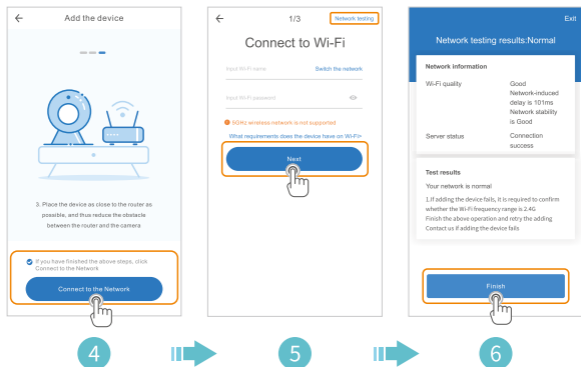 Add the device
3. Place the device as close to the router as
possible, and thus reduce the obstacle
between the router and the camera
If you have finished the above steps, click
Connect to the Network
Connect to the Network
4
1/3
Network testing
Connect to Wi-Fi
Input Wi-Fi name
Switch the network
Input Wi-Fi password
5GHz wireless network is not supported
What requirements does the device have on Wi-Fi>
Next
5
Exit
Network testing results:Normal
Network information
Wi-Fi quality
Good
Network-induced
delay is 101ms
Network stability
is Good
Server status
Connection
success
Test results
Your network is normal
1.If adding the device fails, it is required to confirm
whether the Wi-Fi frequency range is 2.4G
Finish the above operation and retry the adding
Contact us if adding the device fails
Finish
6